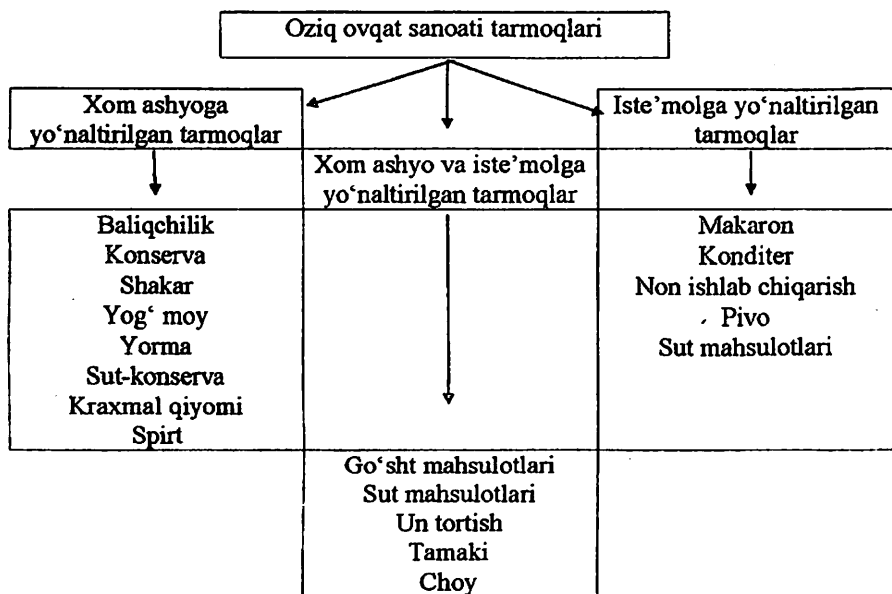 Oziq ovqat sanoati tarmoqlari
Xom ashyoga
yo‘naltirilgan tarmoqlar
Xom ashyo va iste’molga
yo‘naltirilgan tarmoqlar
Iste’molga yo‘naltirilgan
tarmoqlar
Baliqchilik
Konserva
Shakar
Yog‘ moy
Yorma
Sut-konserva
Kraxmal qiyomi
Spirt
Go‘sht mahsulotlari
Sut mahsulotlari
Un tortish
Tamaki
Choy
Makaron
Konditer
Non ishlab chiqarish
Pivo
Sut mahsulotlari